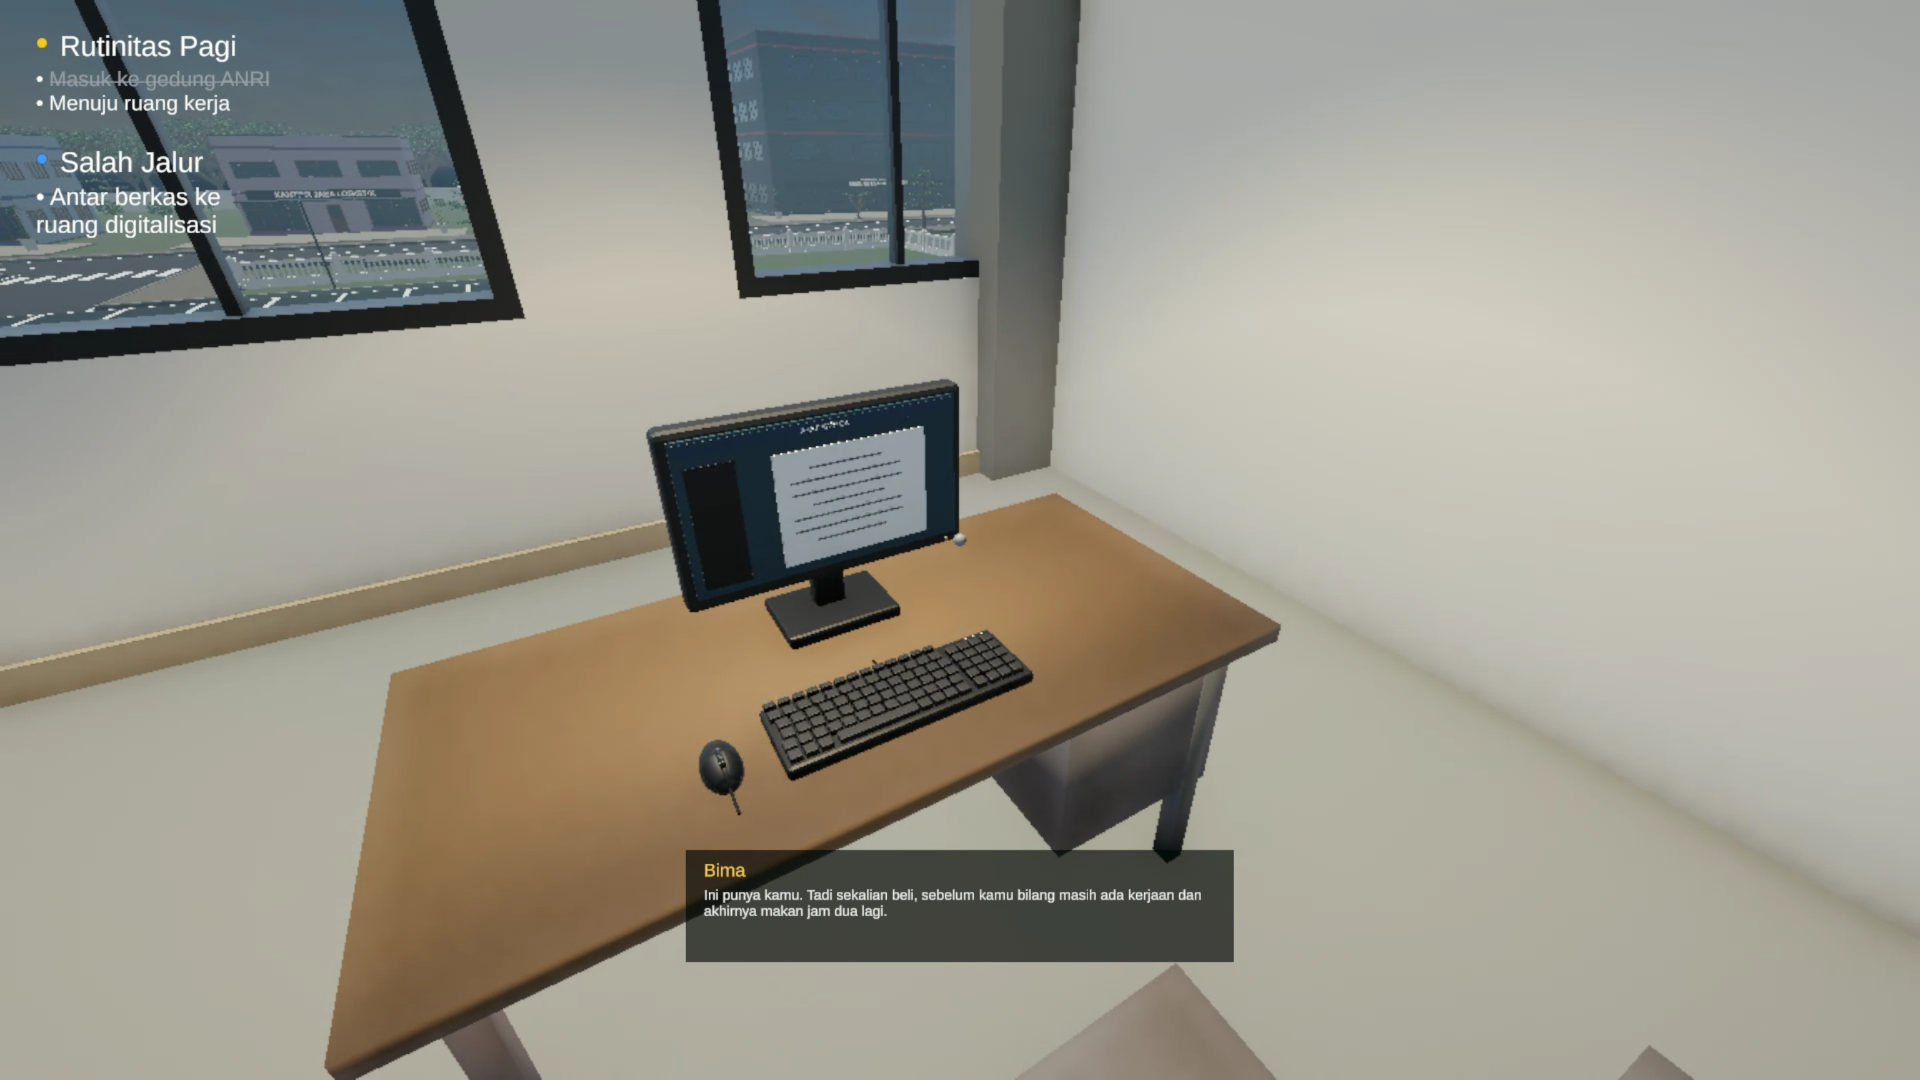 Rutinitas Pagi
• Masuk ke gedung ANRI
• Menuju ruang kerja
Salah Jalur
• Antar berkas ke
ruang digitalisasi
Bima
Ini punya kamu. Tadi sekalian beli, sebelum kamu bilang masih ada kerjaan dan
akhirnya makan jam dua lagi.